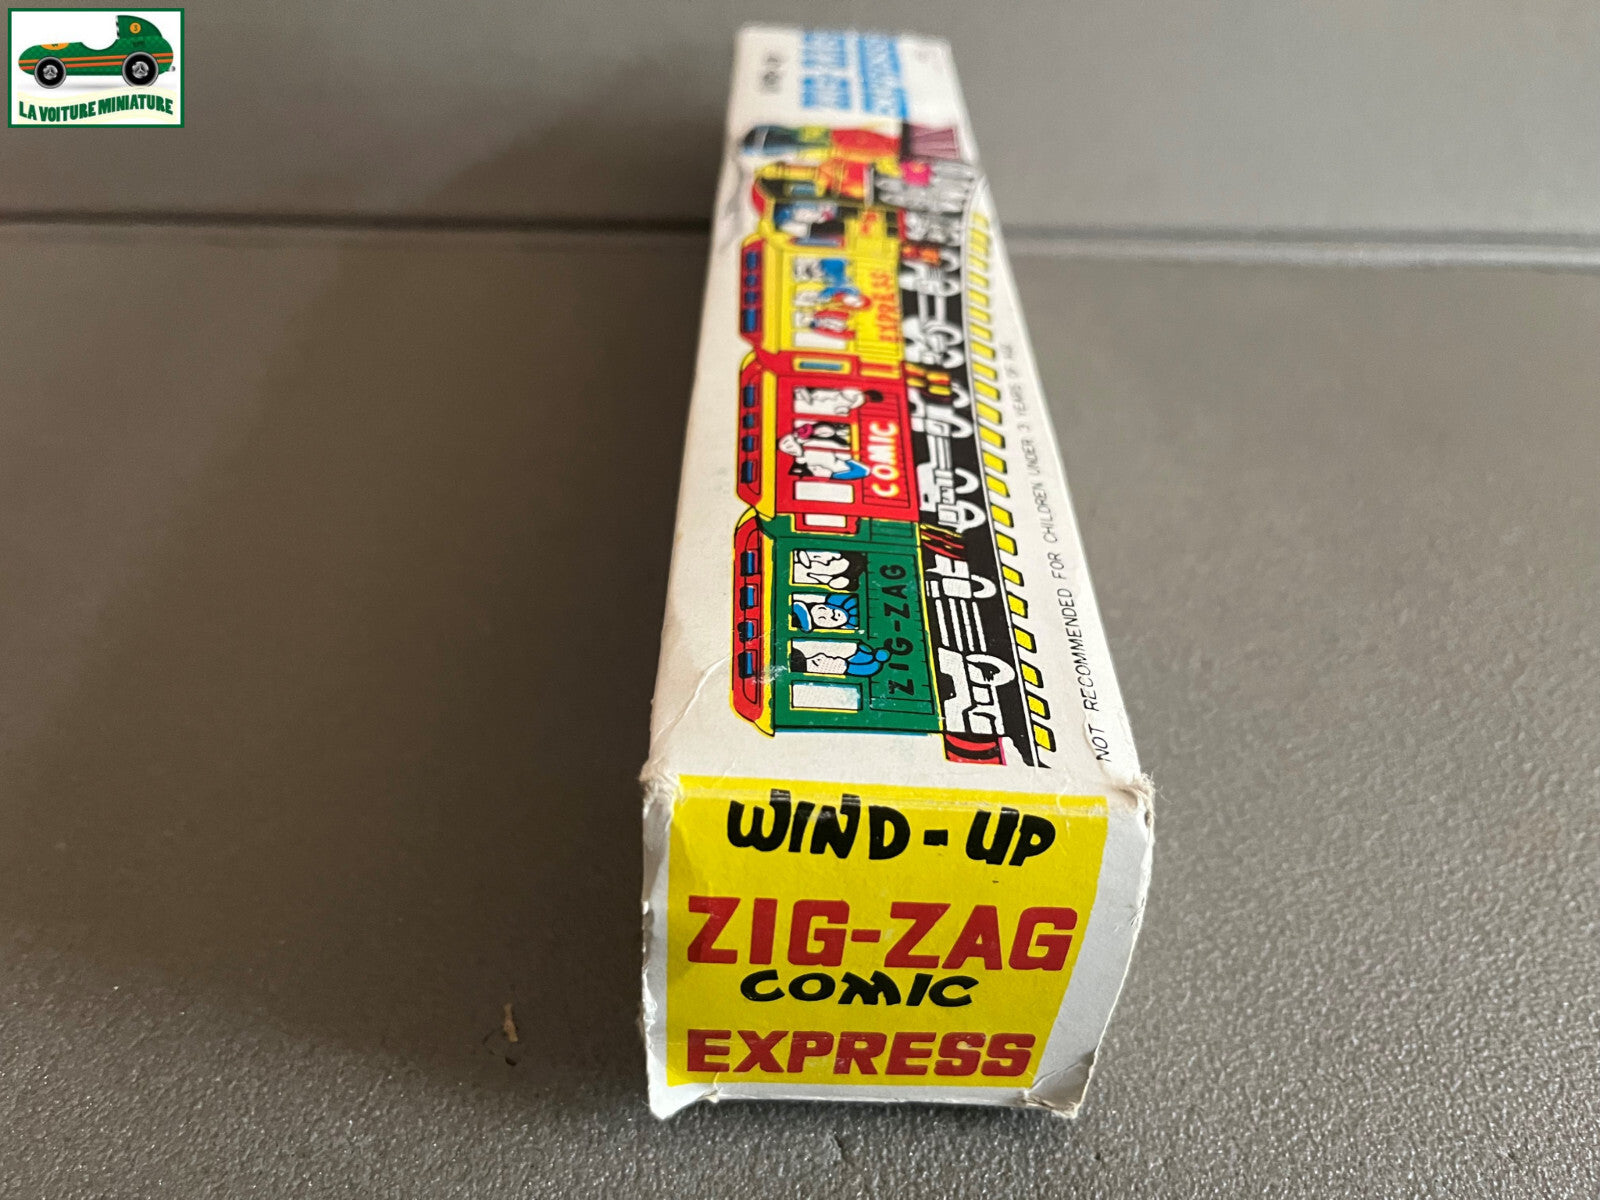 LA VOITURE MINIATURE
EXPRESS
EXPRESS
COMIC
ZIG-ZAG
NOT RECOMMENDED FOR CHILDREN UNDER 3 YEARS OF
WIND-UP
ZIG-ZAG
COMIC
EXPRESS